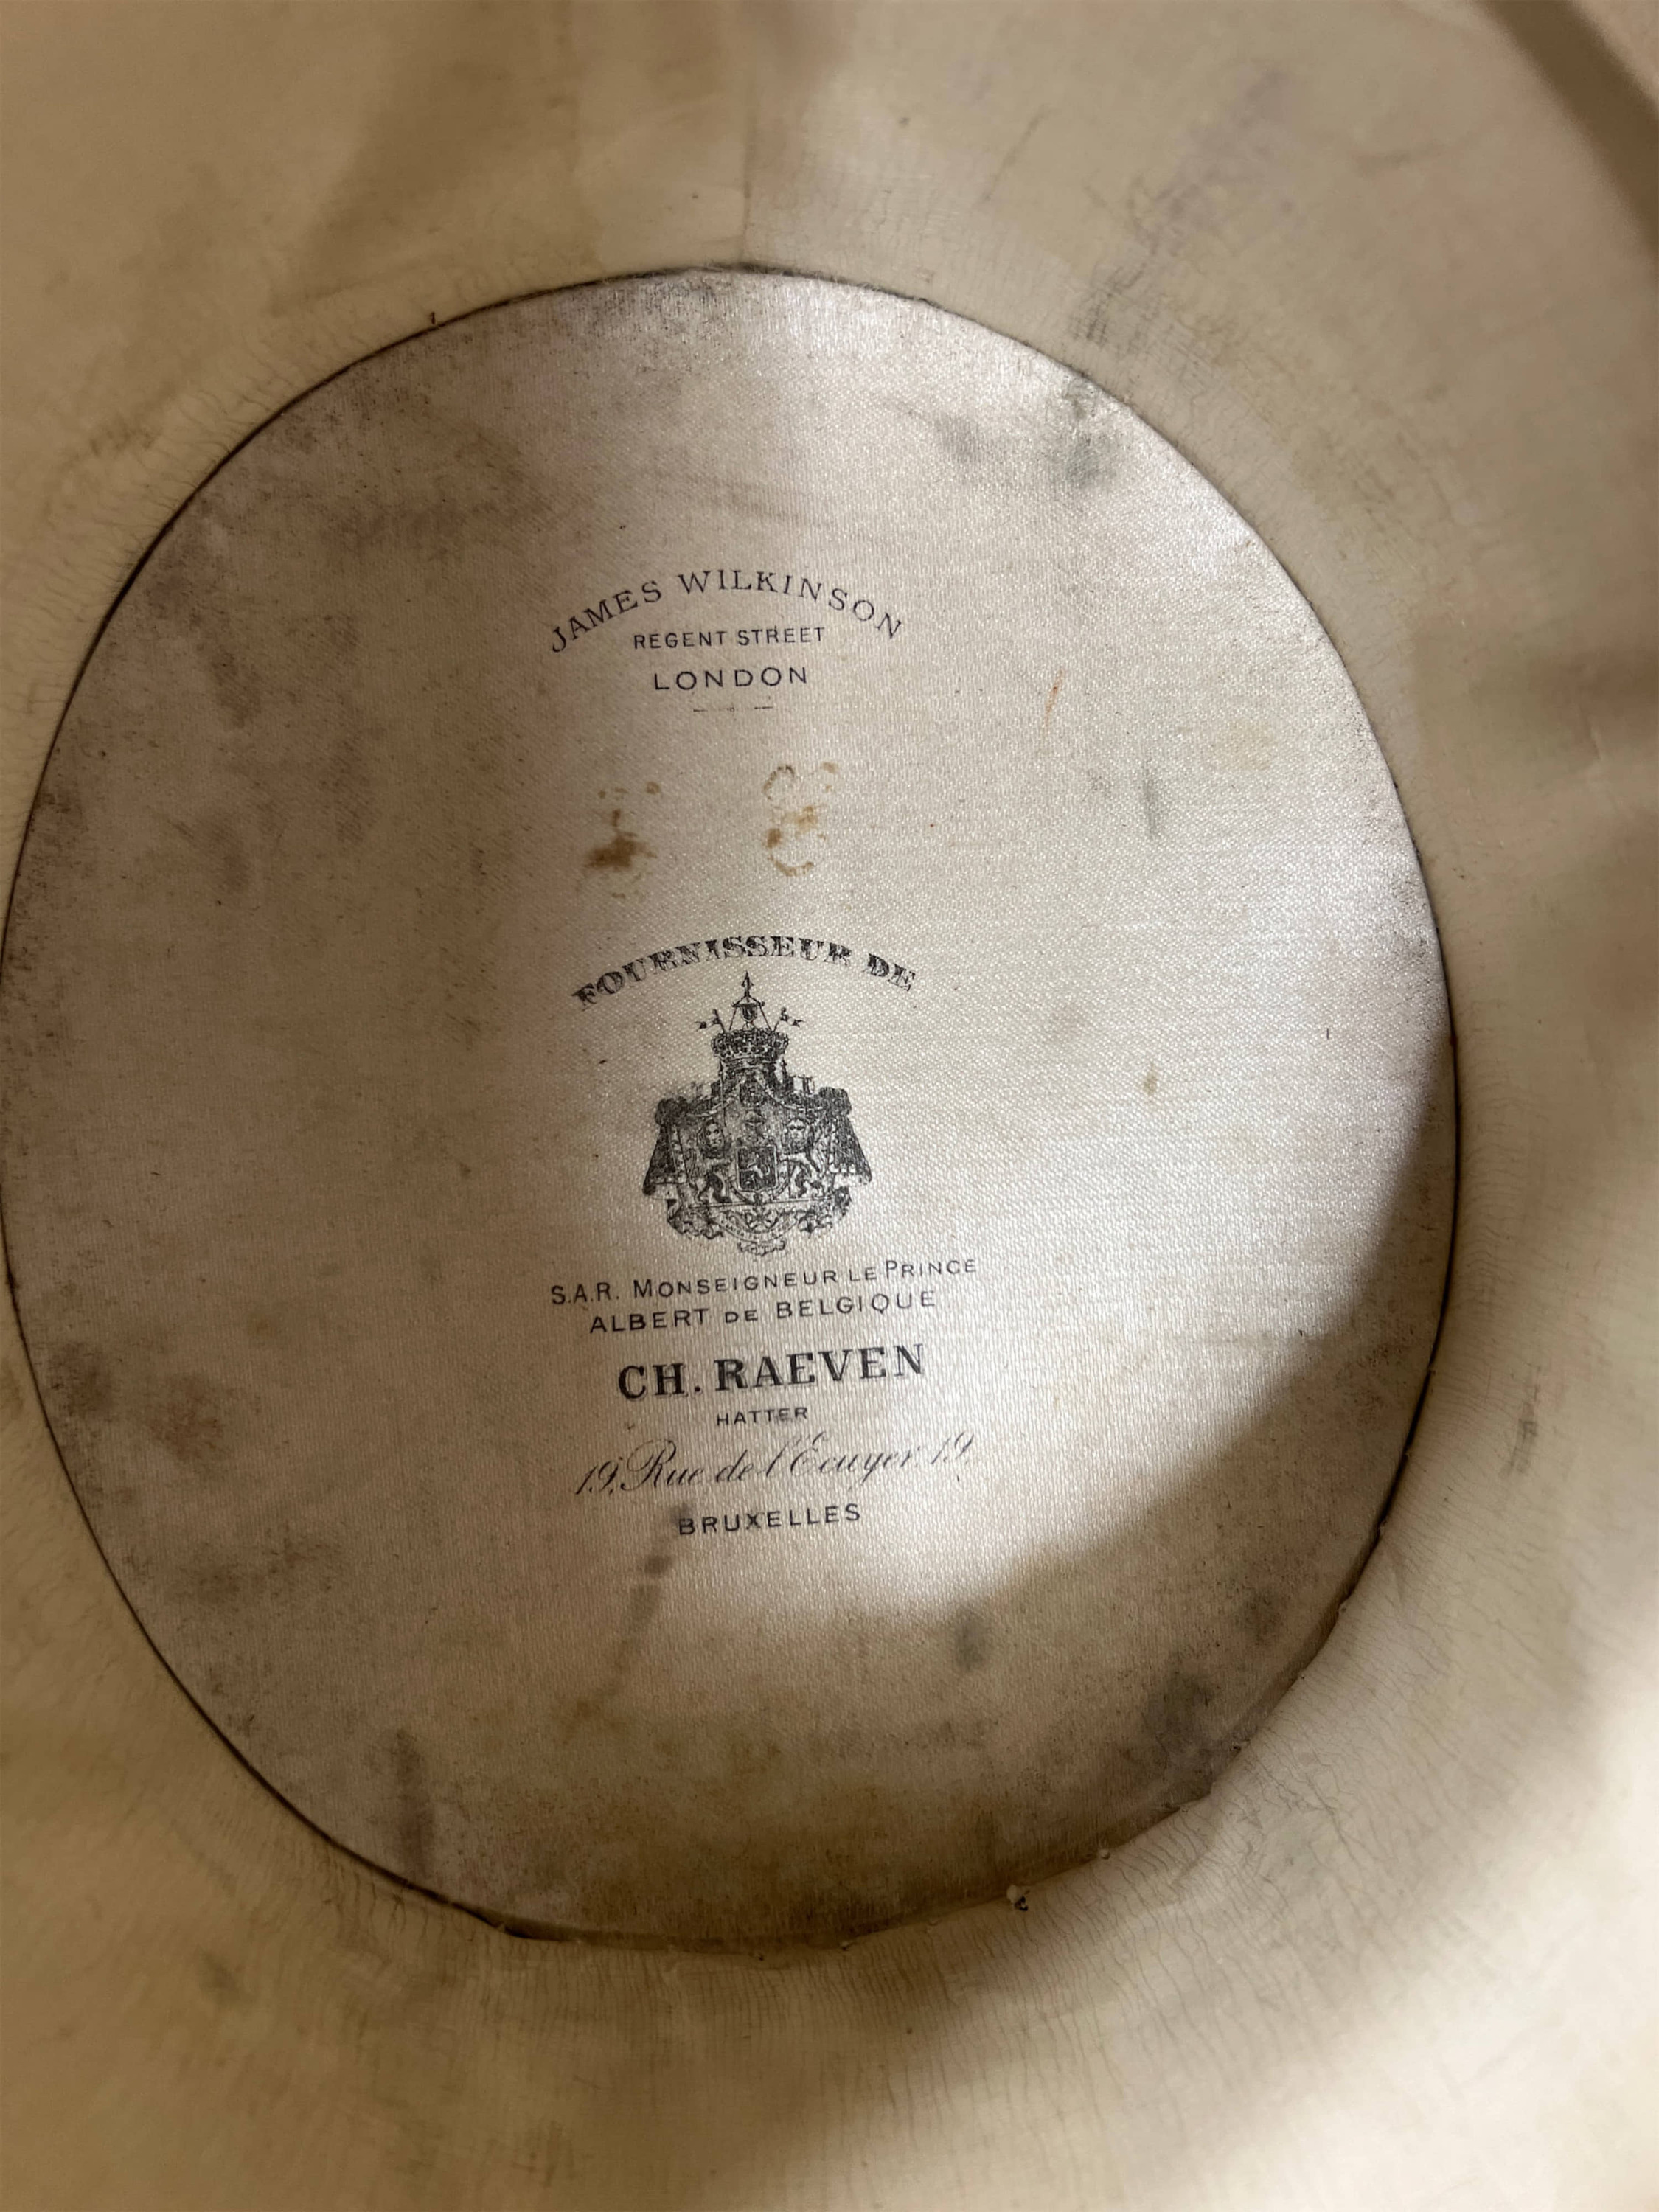 JAMES WILKINSON
REGENT STREET
LONDON
FOURNISSEUR DE
S.A.R. MONSEIGNEUR LE PRINCE
ALBERT DE BELGIQUE
CH. RAEVEN
HATTER
19, Rue de l'Ecuyer, 19.
BRUXELLES